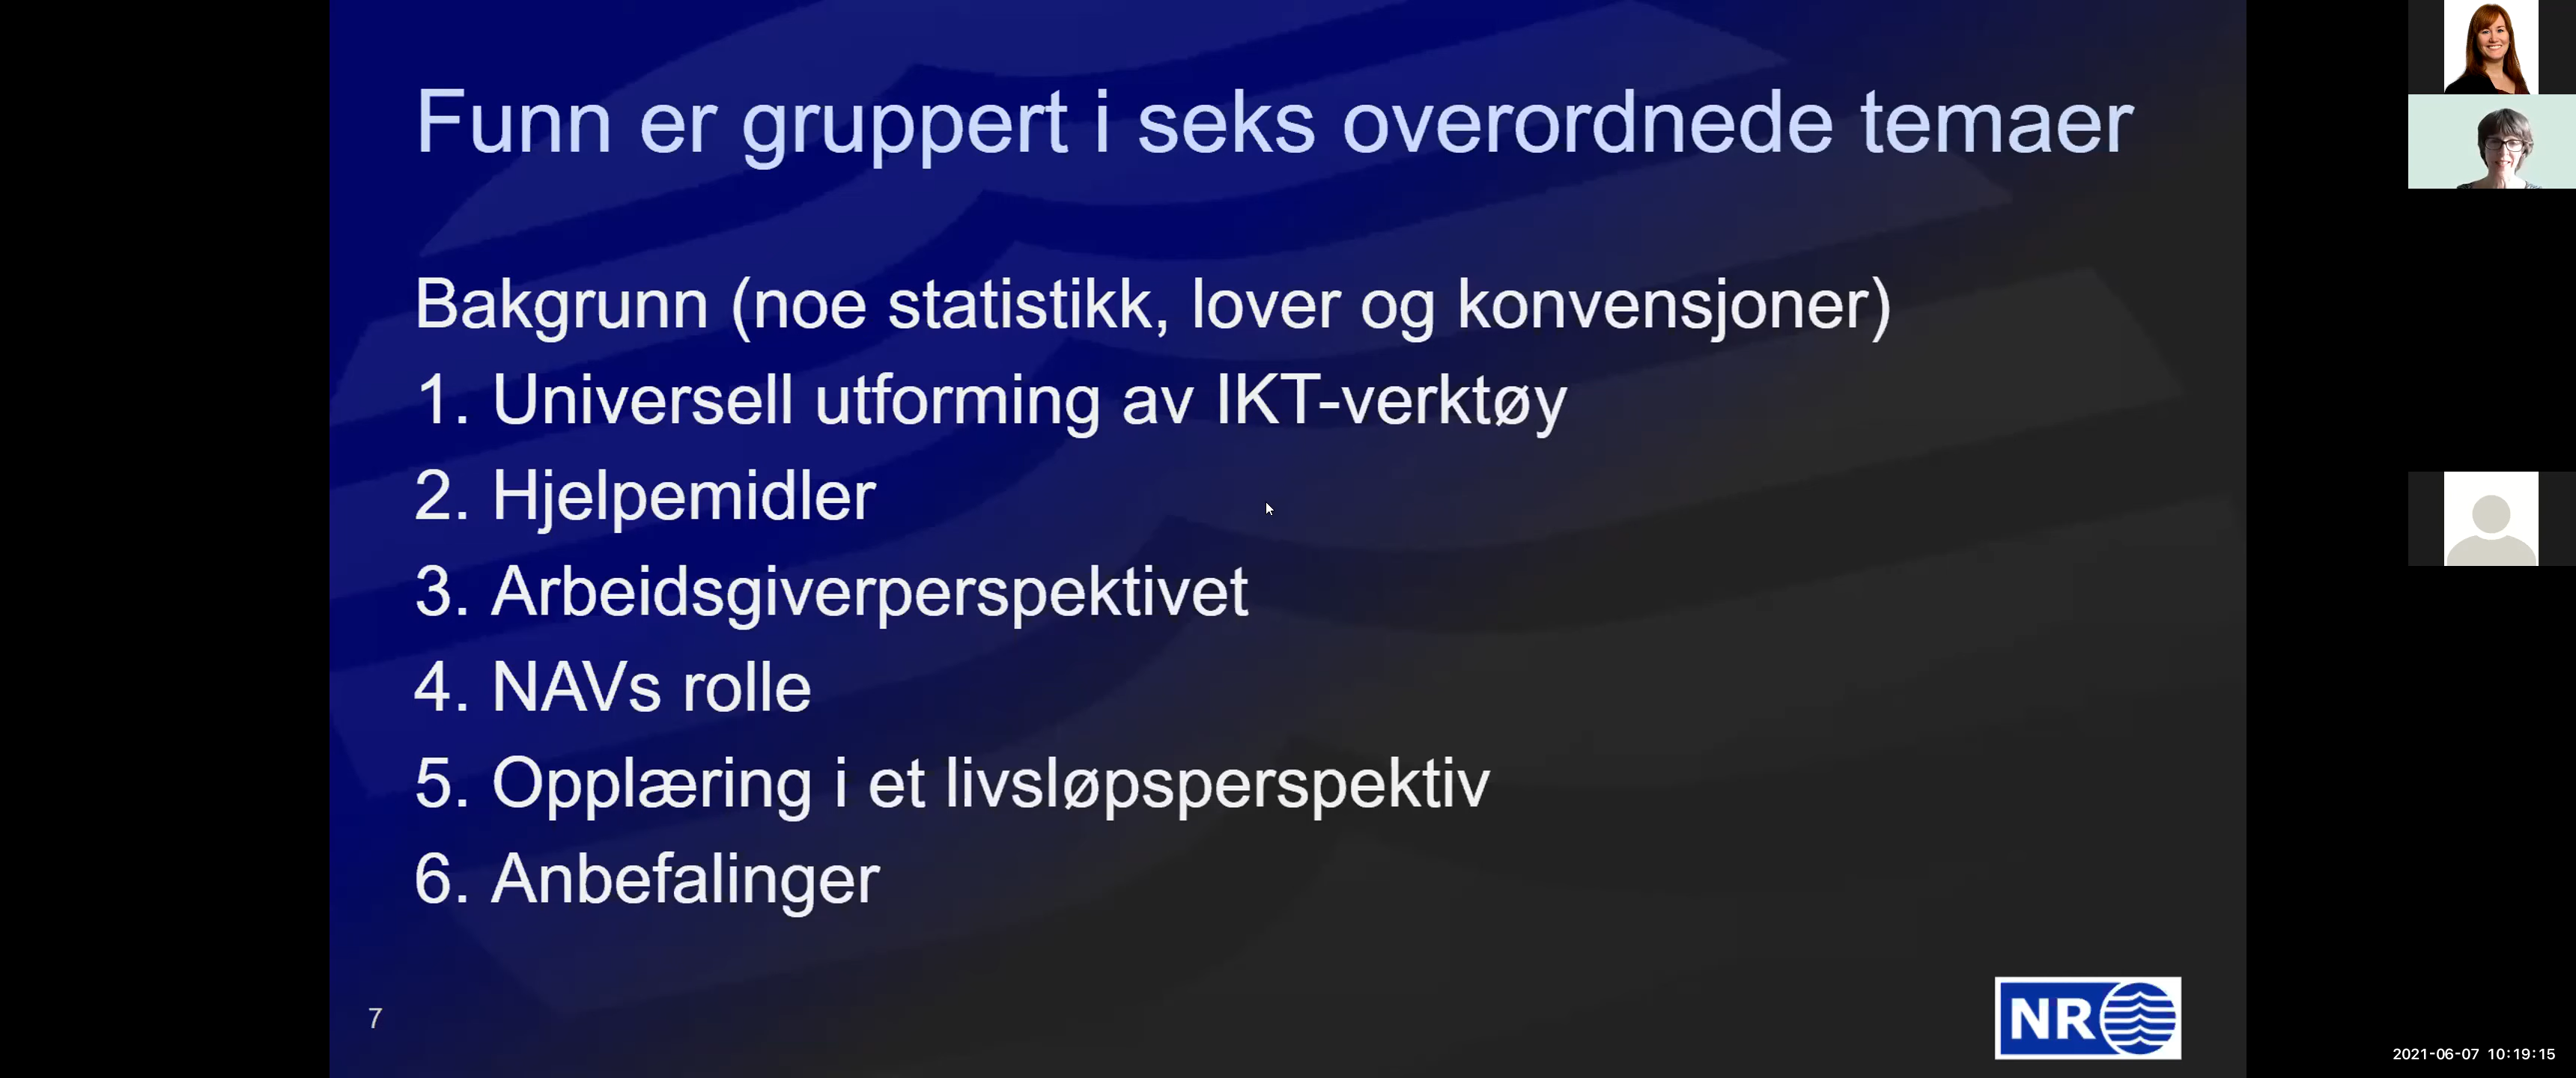 Funn er gruppert i seks overordnede temaer
Bakgrunn (noe statistikk, lover og konvensjoner)
1. Universell utforming av IKT-verktøy
2. Hjelpemidler
3. Arbeidsgiverperspektivet
4. NAVs rolle
5. Opplæring i et livsløpsperspektiv
6. Anbefalinger
7
NR
2021-06-07 10:19:15